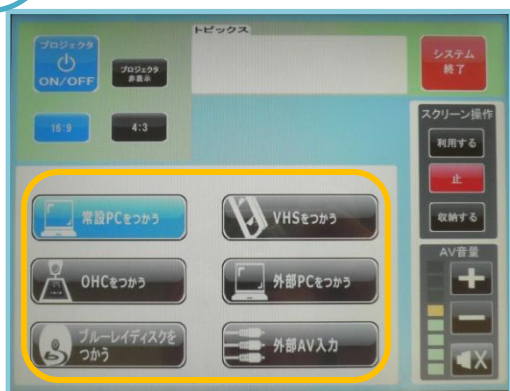 トピックス
プロジェクタ
ON/OFF
プロジェクタ
非表示
システム
終了
16:9
4:3
スクリーン操作
利用する
止
収納する
常設PCをつかう
VHSをつかう
OHCをつかう
外部PCをつかう
ブルーレイディスクを
つかう
外部AV入力
AV音量